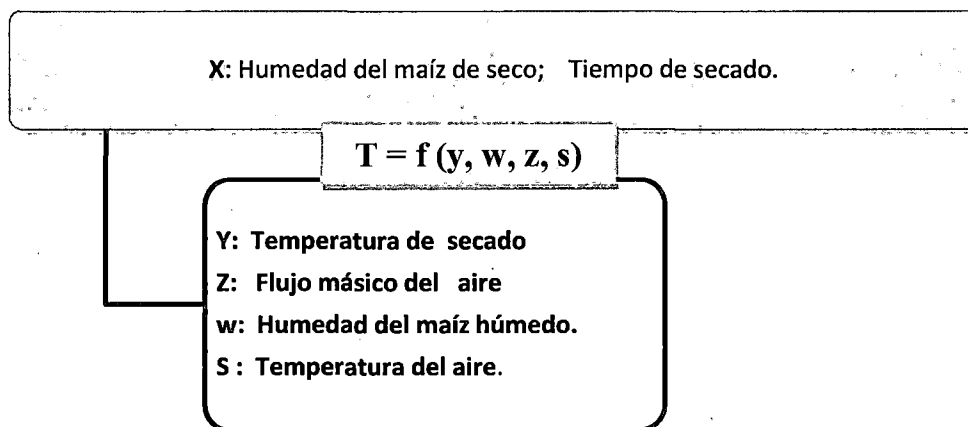 X: Humedad del maíz de seco; Tiempo de secado.
T = f (y, w, z, s)
Y: Temperatura de secado
Z: Flujo másico del aire
w: Humedad del maíz húmedo.
S : Temperatura del aire.